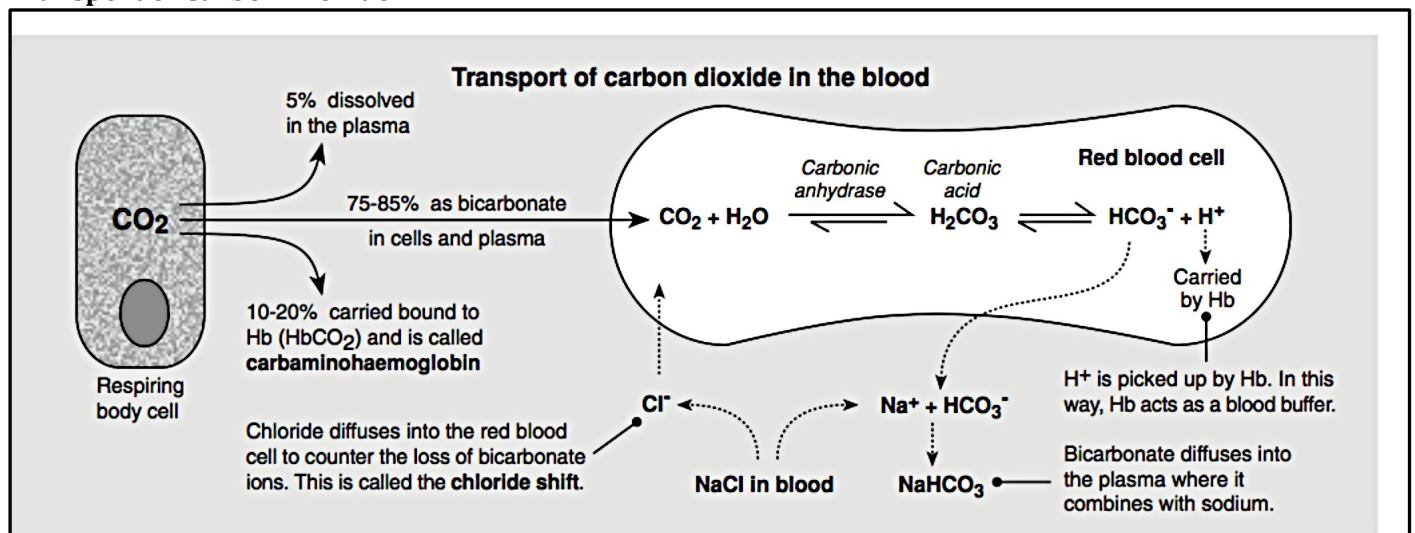 Transport of carbon dioxide in the blood
5% dissolved
in the plasma
CO2
75-85% as bicarbonate
in cells and plasma
10-20% carried bound to
Hb (HbCO2) and is called
carbaminohaemoglobin
Respiring
body cell
Red blood cell
Carbonic
anhydrase
Carbonic
acid
CO2 + H2O
H2CO3
HCO3- + H+
Carried
by Hb
H+ is picked up by Hb. In this
way, Hb acts as a blood buffer.
Cl-
Na+ + HCO3-
Chloride diffuses into the red blood
cell to counter the loss of bicarbonate
ions. This is called the chloride shift.
NaCl in blood
NaHCO3
Bicarbonate diffuses into
the plasma where it
combines with sodium.